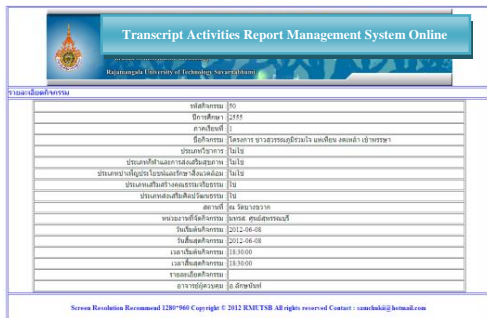 Transcript Activities Report Management System Online
Rajamangala University of Technology Suvarnabhumi
รายละเอียดกิจกรรม
รหัสกิจกรรม 50
ปีการศึกษา 2555
ภาคเรียนที่ 1
ชื่อกิจกรรม โครงการ ชาวสุวรรณภูมิรวมใจ แห่เทียน งดเหล้า เข้าพรรษา
ประเภทวิชาการ ไม่ใช่
ประเภทกีฬาและการส่งเสริมสุขภาพ ไม่ใช่
ประเภทบำเพ็ญประโยชน์และรักษาสิ่งแวดล้อม ไม่ใช่
ประเภทเสริมสร้างคุณธรรมจริยธรรม ใช่
ประเภทส่งเสริมศิลปวัฒนธรรม ใช่
สถานที่ ณ วัดบางขวาก
หน่วยงานที่จัดกิจกรรม มทรส. ศูนย์สุพรรณบุรี
วันเริ่มต้นกิจกรรม 2012-06-08
วันสิ้นสุดกิจกรรม 2012-06-08
เวลาเริ่มต้นกิจกรรม 18:30:00
เวลาสิ้นสุดกิจกรรม 18:30:00
รายละเอียดกิจกรรม
อาจารย์ผู้ควบคุม อ.ลักษนันท์
Screen Resolution Recommend 1280*960 Copyright © 2012 RMUTSB All rights reserved Contact : samchukii@hotmail.com